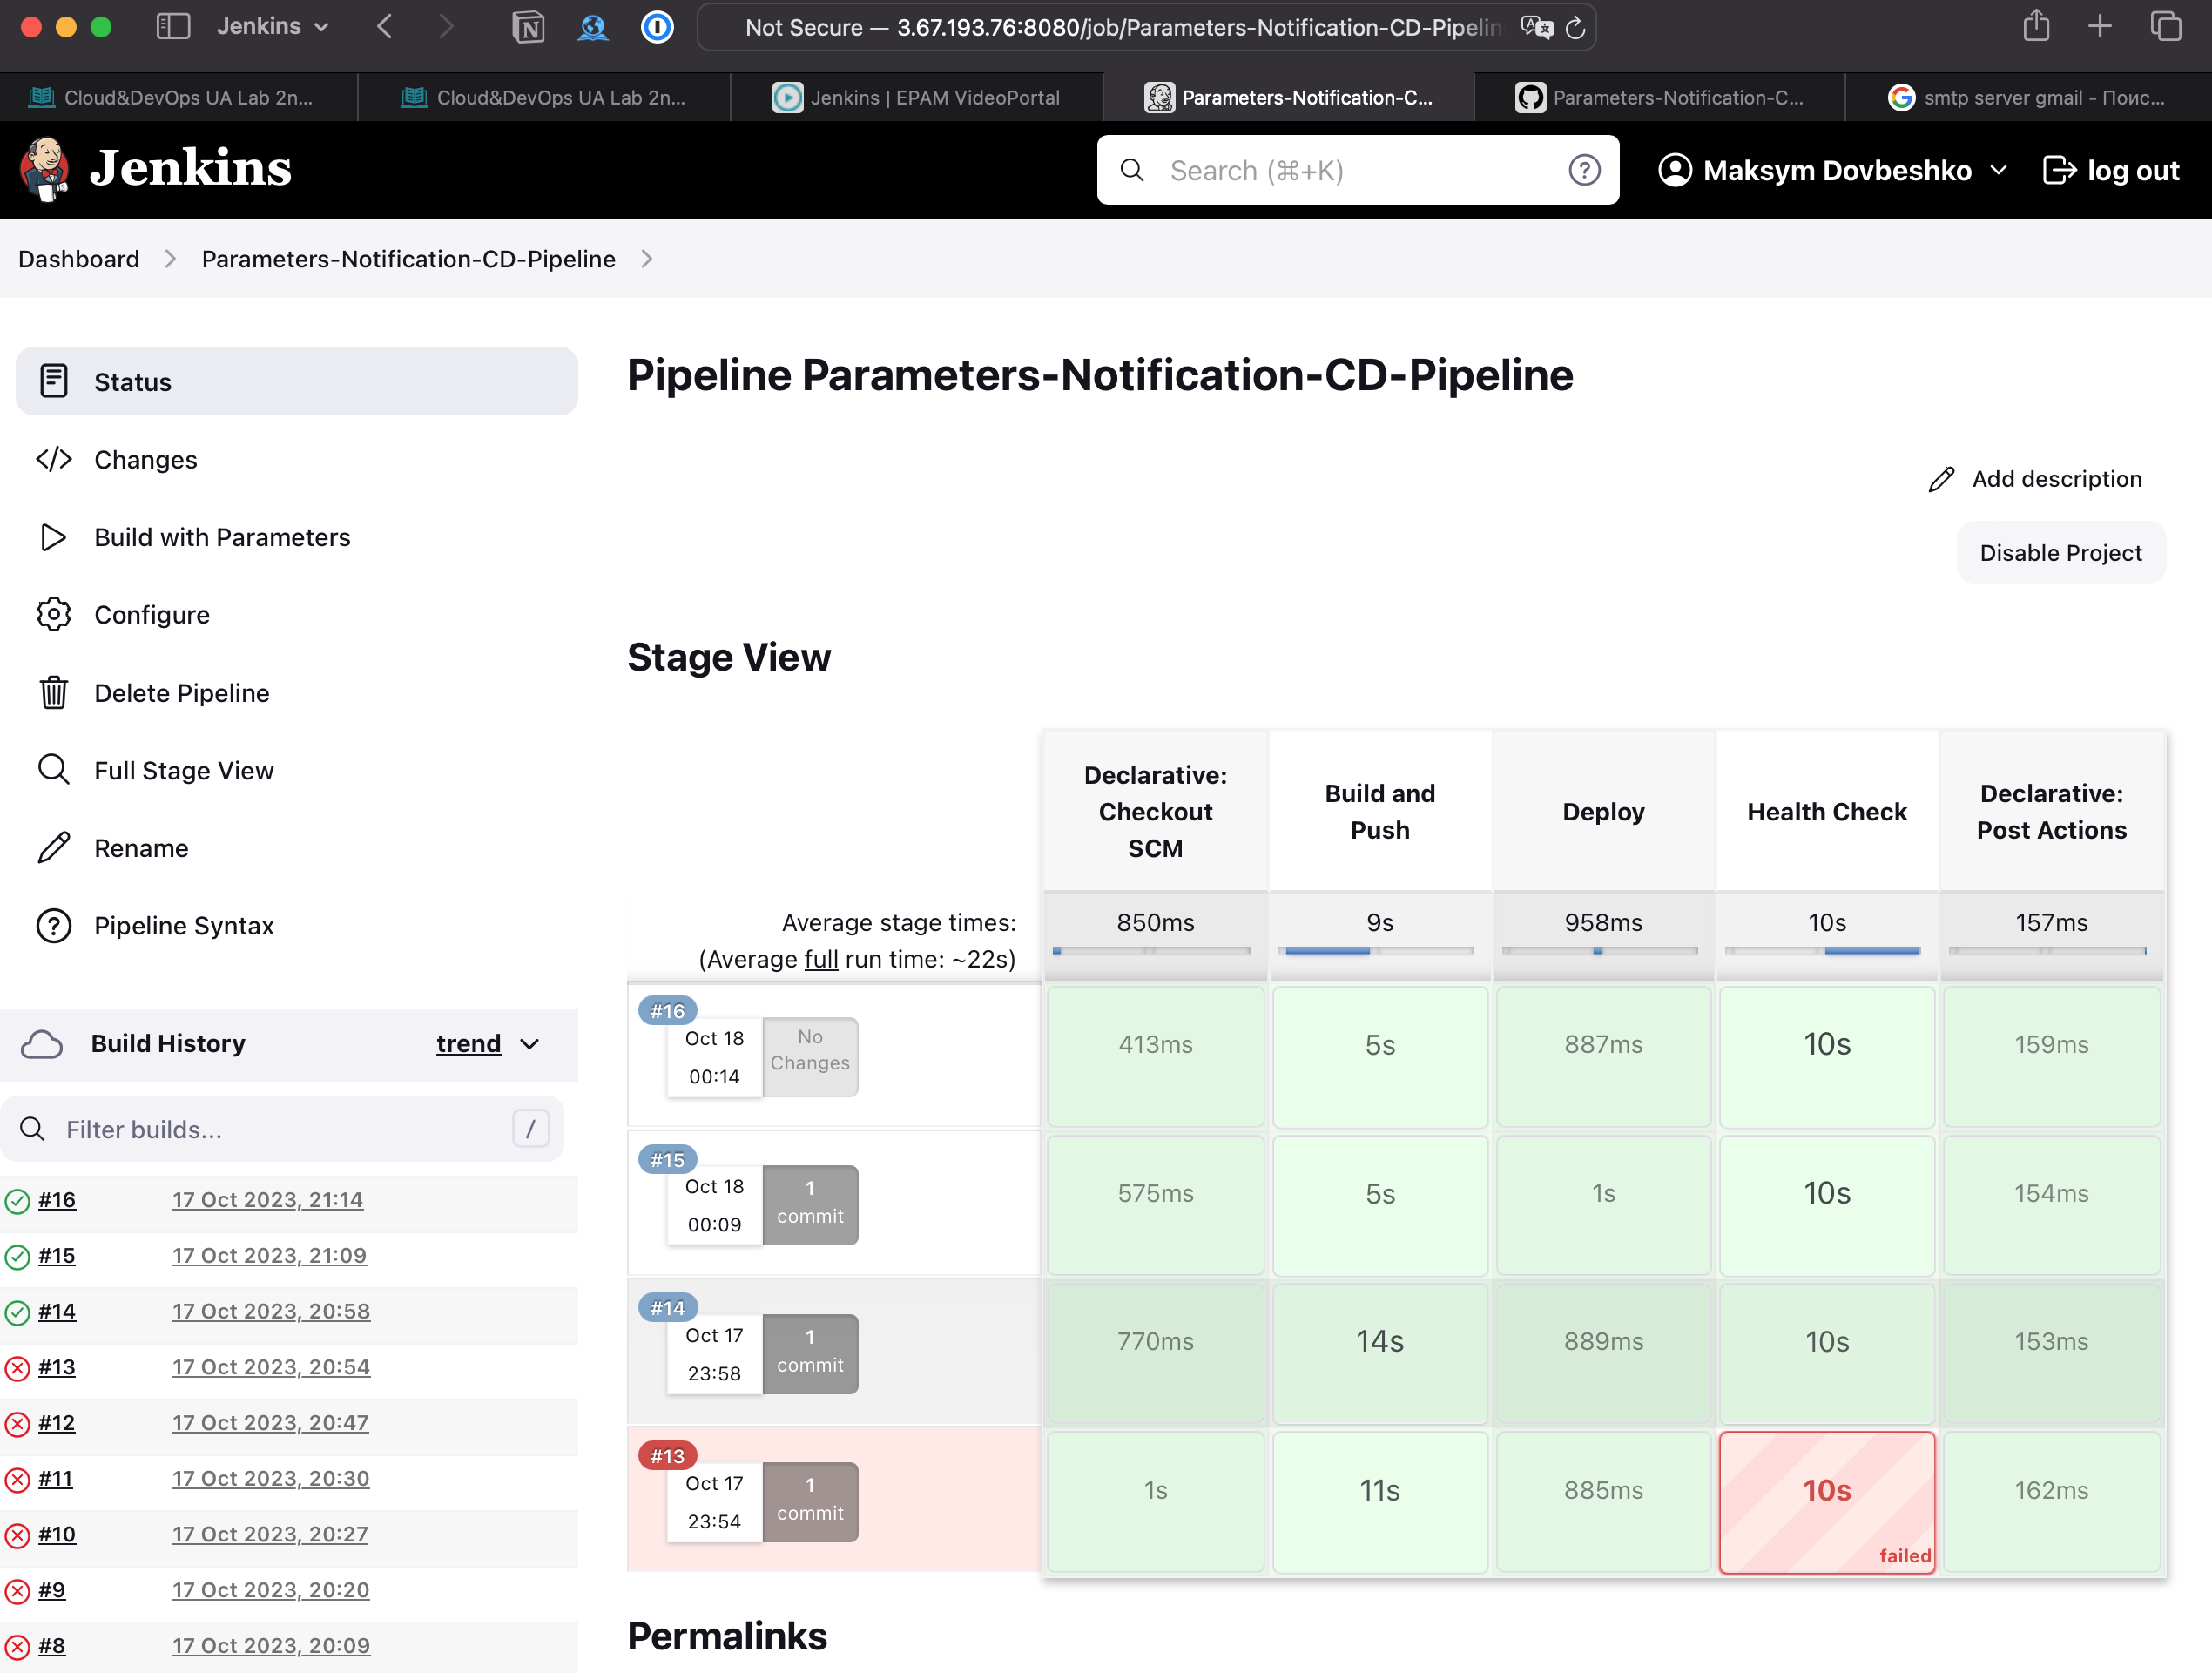 Jenkins
Not Secure — 3.67.193.76:8080/job/Parameters-Notification-CD-Pipelin
Cloud&DevOps UA Lab 2n...
Cloud&DevOps UA Lab 2n...
Jenkins | EPAM VideoPortal
Parameters-Notification-C...
Parameters-Notification-C...
smtp server gmail - Поис...
Jenkins
Search (⌘+K)
Maksym Dovbeshko
log out
Dashboard
Parameters-Notification-CD-Pipeline
Status
Changes
Build with Parameters
Configure
Delete Pipeline
Full Stage View
Rename
Pipeline Syntax
Build History
trend
Filter builds...
/
#16 17 Oct 2023, 21:14
#15 17 Oct 2023, 21:09
#14 17 Oct 2023, 20:58
#13 17 Oct 2023, 20:54
#12 17 Oct 2023, 20:47
#11 17 Oct 2023, 20:30
#10 17 Oct 2023, 20:27
#9 17 Oct 2023, 20:20
#8 17 Oct 2023, 20:09
Pipeline Parameters-Notification-CD-Pipeline
Add description
Disable Project
Stage View
Declarative:
Checkout
SCM
Build and
Push
Deploy
Health Check
Declarative:
Post Actions
Average stage times:
(Average full run time: ~22s)
850ms
9s
958ms
10s
157ms
#16
Oct 18
00:14
No
Changes
413ms
5s
887ms
10s
159ms
#15
Oct 18
00:09
1
commit
575ms
5s
1s
10s
154ms
#14
Oct 17
23:58
1
commit
770ms
14s
889ms
10s
153ms
#13
Oct 17
23:54
1
commit
1s
11s
885ms
10s
failed
162ms
Permalinks